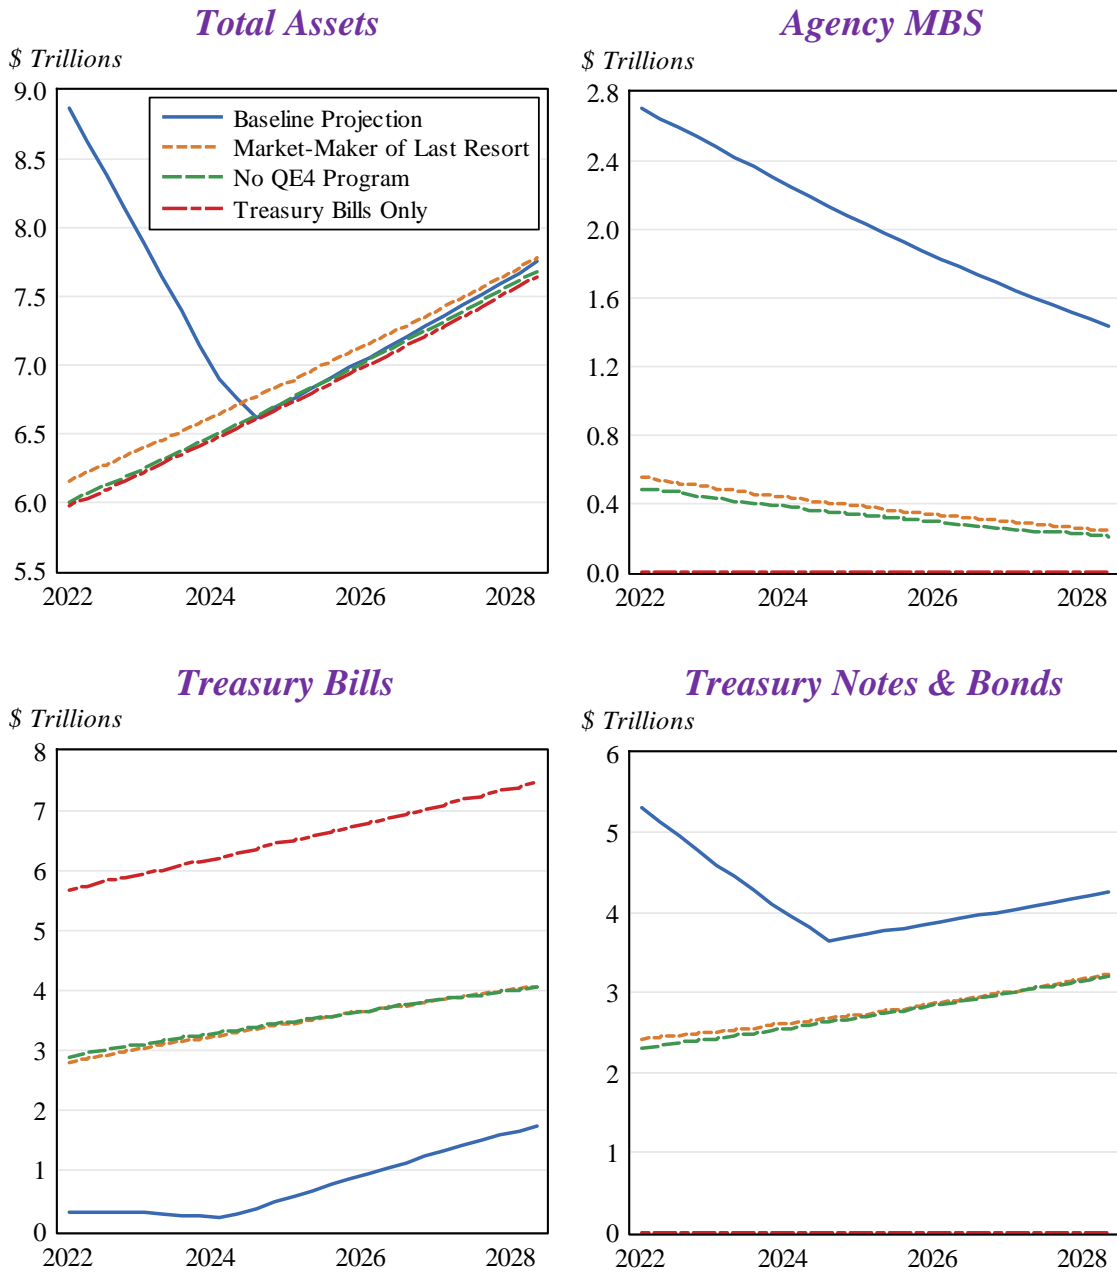 Total Assets
$ Trillions
9.0
8.5
8.0
7.5
7.0
6.5
6.0
5.5
Baseline Projection
Market-Maker of Last Resort
No QE4 Program
Treasury Bills Only
2022 2024 2026 2028
Agency MBS
$ Trillions
2.8
2.4
2.0
1.6
1.2
0.8
0.4
0.0
2022 2024 2026 2028
Treasury Bills
$ Trillions
8
7
6
5
4
3
2
1
0
2022 2024 2026 2028
Treasury Notes & Bonds
$ Trillions
6
5
4
3
2
1
0
2022 2024 2026 2028